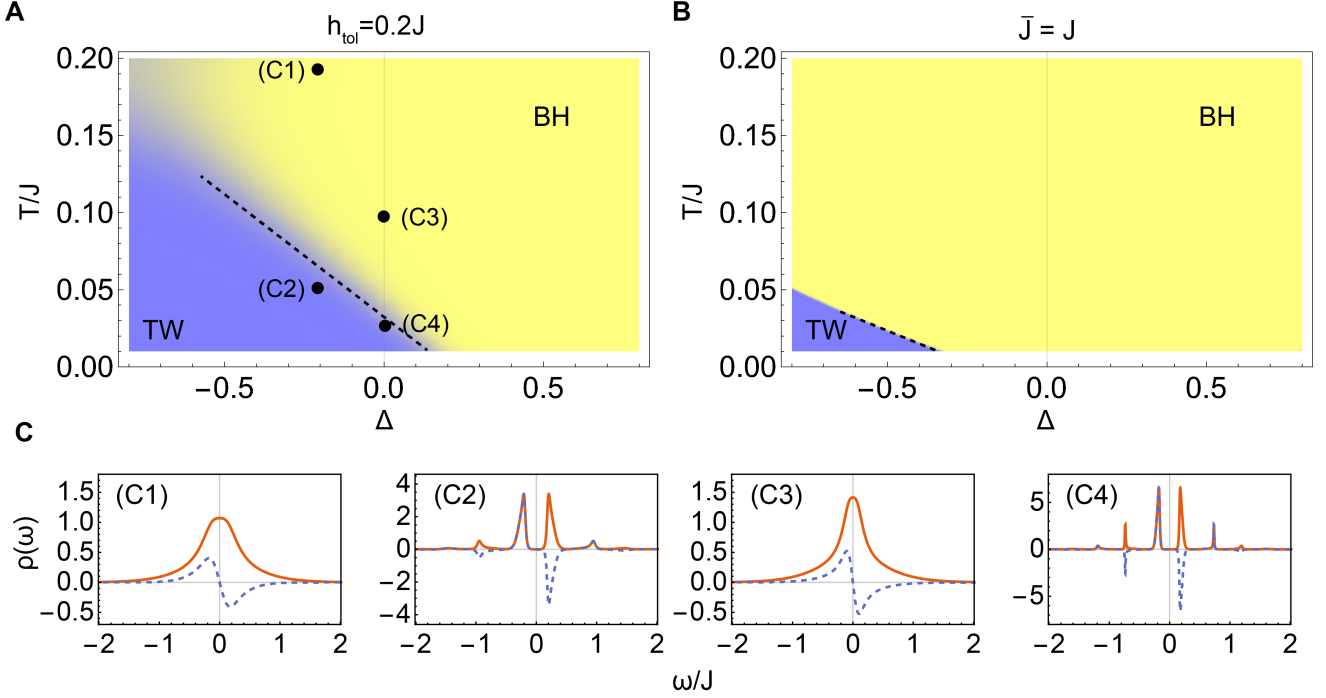 A
h_tol=0.2J
T/J
0.20
0.15
0.10
0.05
0.00
(C1)
BH
(C3)
(C2)
(C4)
TW
−0.5
0.0
0.5
Δ
B
J̅ = J
T/J
0.20
0.15
0.10
0.05
0.00
BH
TW
−0.5
0.0
0.5
Δ
C
ρ(ω)
(C1)
1.5
1.0
0.5
0.0
−0.5
−2
−1
0
1
2
(C2)
4
2
0
−2
−4
−2
−1
0
1
2
(C3)
1.5
1.0
0.5
0.0
−0.5
−2
−1
0
1
2
(C4)
5
0
−5
−2
−1
0
1
2
ω/J